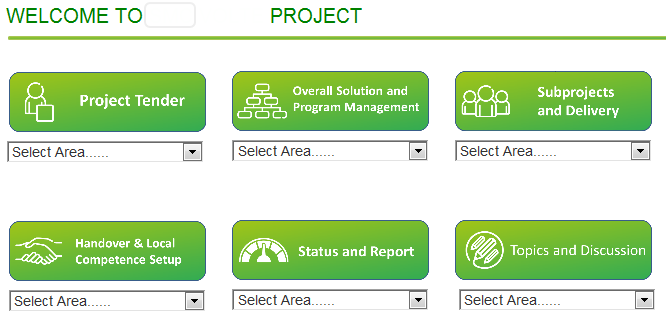 WELCOME TO PROJECT
Project Tender
Overall Solution and
Program Management
Subprojects
and Delivery
Select Area......
Select Area......
Select Area......
Handover & Local
Competence Setup
Status and Report
Topics and Discussion
Select Area......
Select Area......
Select Area......